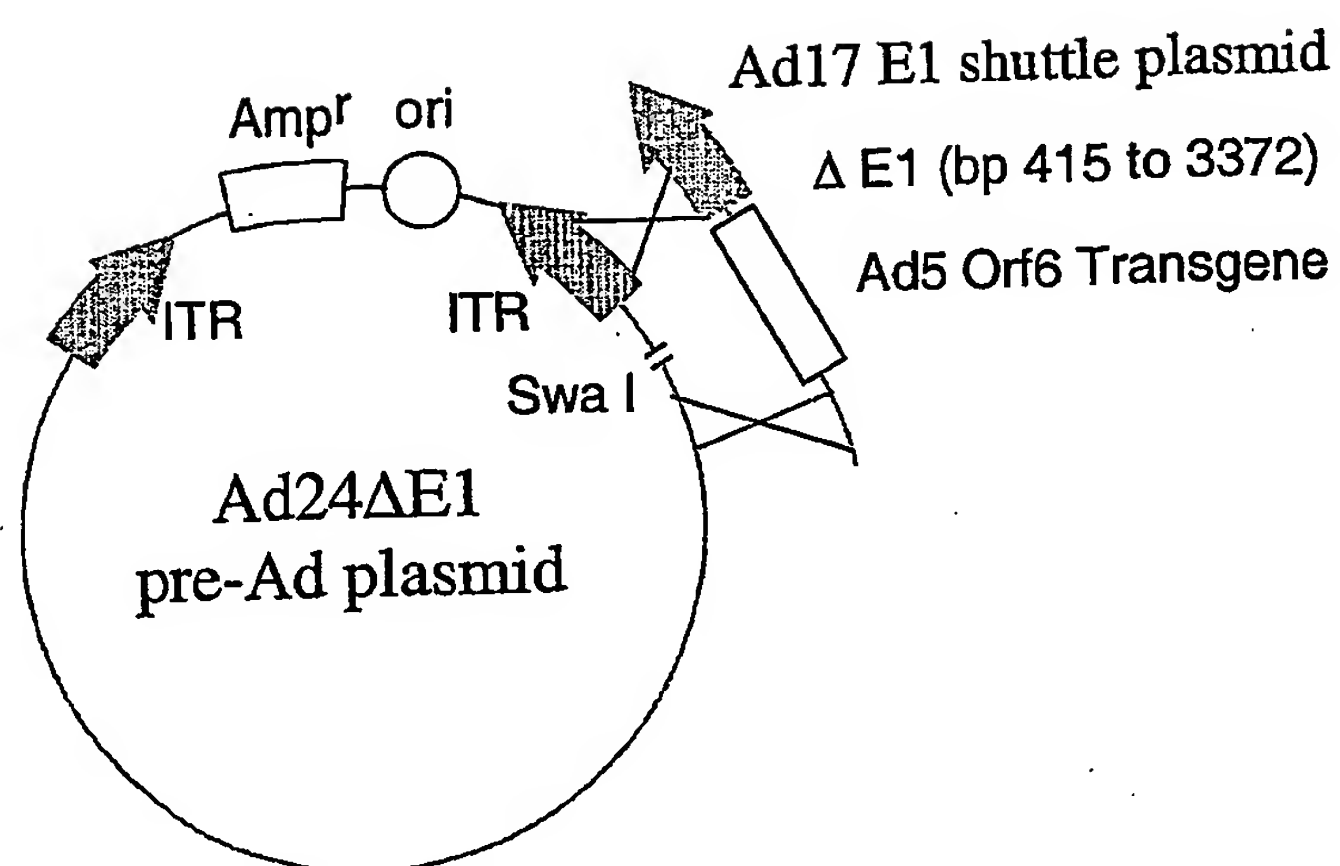 Ad17 E1 shuttle plasmid
Ampr ori
Δ E1 (bp 415 to 3372)
Ad5 Orf6 Transgene
ITR
ITR
Swa I
Ad24ΔE1
pre-Ad plasmid